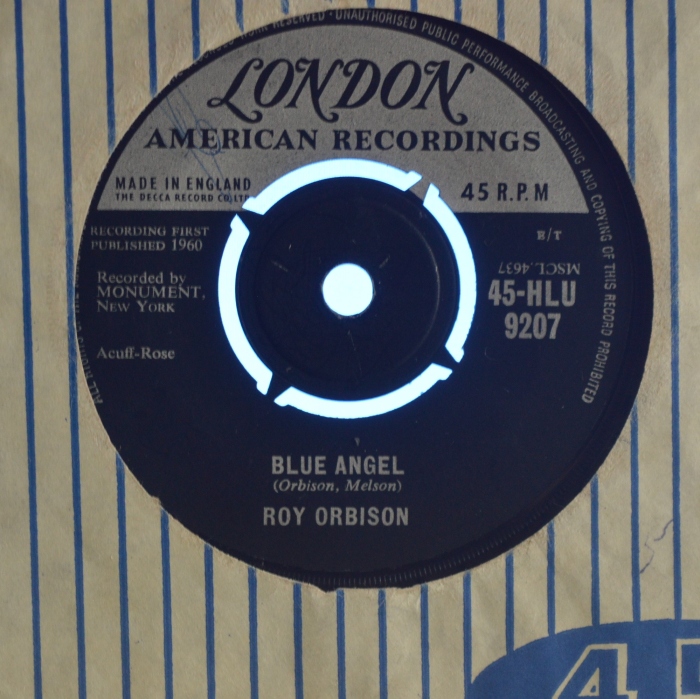 RESERVED · UNAUTHORISED PUBLIC PERFORMANCE BROADCASTING AND COPYING OF THIS RECORD PROHIBITED
LONDON
AMERICAN RECORDINGS
MADE IN ENGLAND
THE DECCA RECORD CO. LTD
45 R.P.M
RECORDING FIRST
PUBLISHED 1960
B/T
MSCL.4637
Recorded by
MONUMENT,
NEW YORK
45-HLU
9207
Acuff-Rose
BLUE ANGEL
(Orbison, Melson)
ROY ORBISON
4